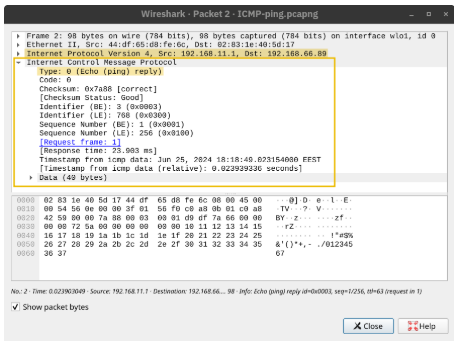 Wireshark · Packet 2 · ICMP-ping.pcapng
Frame 2: 98 bytes on wire (784 bits), 98 bytes captured (784 bits) on interface wlo1, id 0
Ethernet II, Src: 44:df:65:d8:fe:6c, Dst: 02:83:1e:40:5d:17
Internet Protocol Version 4, Src: 192.168.11.1, Dst: 192.168.66.89
Internet Control Message Protocol
Type: 0 (Echo (ping) reply)
Code: 0
Checksum: 0x7a88 [correct]
[Checksum Status: Good]
Identifier (BE): 3 (0x0003)
Identifier (LE): 768 (0x0300)
Sequence Number (BE): 1 (0x0001)
Sequence Number (LE): 256 (0x0100)
[Request frame: 1]
[Response time: 23.903 ms]
Timestamp from icmp data: Jun 25, 2024 18:18:49.023154000 EEST
[Timestamp from icmp data (relative): 0.023939336 seconds]
Data (40 bytes)
0000 02 83 1e 40 5d 17 44 df 65 d8 fe 6c 08 00 45 00 ···@]·D· e··l··E·
0010 00 54 56 0e 00 00 3f 01 56 f0 c0 a8 0b 01 c0 a8 ·TV···?· V·······
0020 42 59 00 00 7a 88 00 03 00 01 d9 df 7a 66 00 00 BY··z··· ····zf··
0030 00 00 72 5a 00 00 00 00 00 00 10 11 12 13 14 15 ··rZ···· ········
0040 16 17 18 19 1a 1b 1c 1d 1e 1f 20 21 22 23 24 25 ········ ·· !"#$%
0050 26 27 28 29 2a 2b 2c 2d 2e 2f 30 31 32 33 34 35 &'()*+,- ./012345
0060 36 37 67
No.: 2 · Time: 0.023903049 · Source: 192.168.11.1 · Destination: 192.168.66.… 98 · Info: Echo (ping) reply id=0x0003, seq=1/256, ttl=63 (request in 1)
Show packet bytes
Close
Help